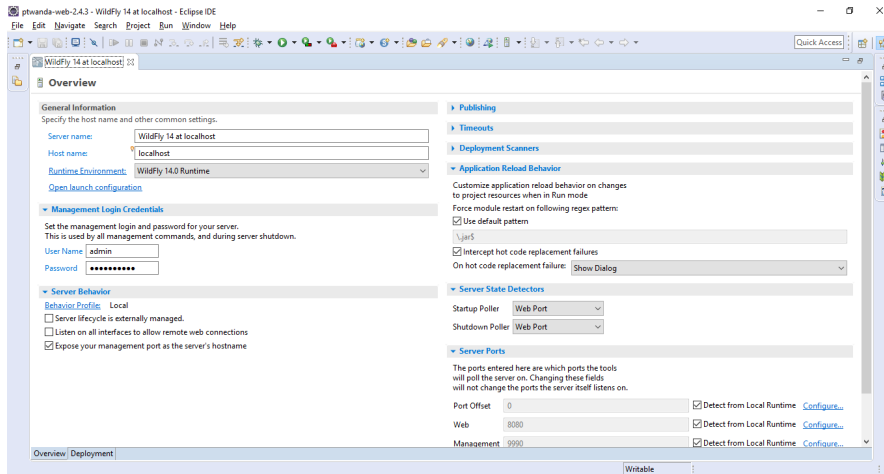 ptwanda-web-2.4.3 - WildFly 14 at localhost - Eclipse IDE
File Edit Navigate Search Project Run Window Help
Quick Access
WildFly 14 at localhost
Overview
General Information
Specify the host name and other common settings.
Server name: WildFly 14 at localhost
Host name: localhost
Runtime Environment: WildFly 14.0 Runtime
Open launch configuration
Management Login Credentials
Set the management login and password for your server.
This is used by all management commands, and during server shutdown.
User Name admin
Password ●●●●●●●●●●
Server Behavior
Behavior Profile: Local
Server lifecycle is externally managed.
Listen on all interfaces to allow remote web connections
Expose your management port as the server's hostname
Publishing
Timeouts
Deployment Scanners
Application Reload Behavior
Customize application reload behavior on changes
to project resources when in Run mode
Force module restart on following regex pattern:
Use default pattern
\.jar$
Intercept hot code replacement failures
On hot code replacement failure: Show Dialog
Server State Detectors
Startup Poller Web Port
Shutdown Poller Web Port
Server Ports
The ports entered here are which ports the tools
will poll the server on. Changing these fields
will not change the ports the server itself listens on.
Port Offset 0 Detect from Local Runtime Configure...
Web 8080 Detect from Local Runtime Configure...
Management 9990 Detect from Local Runtime Configure...
Overview Deployment
Writable